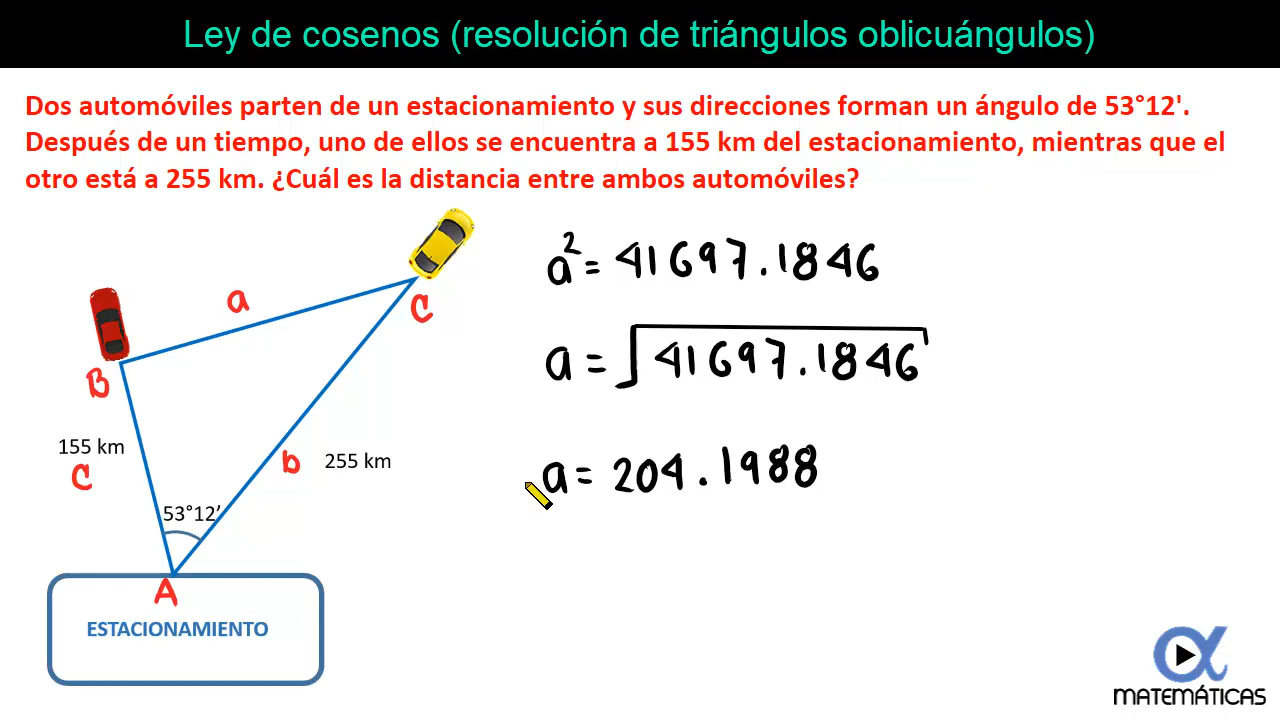 Ley de cosenos (resolución de triángulos oblicuángulos)
Dos automóviles parten de un estacionamiento y sus direcciones forman un ángulo de 53°12'.
Después de un tiempo, uno de ellos se encuentra a 155 km del estacionamiento, mientras que el
otro está a 255 km. ¿Cuál es la distancia entre ambos automóviles?
a² = 41697.1846
a
C
a = √41697.1846
B
155 km
C
b
255 km
a = 204.1988
53°12’
A
ESTACIONAMIENTO
MATEMÁTICAS